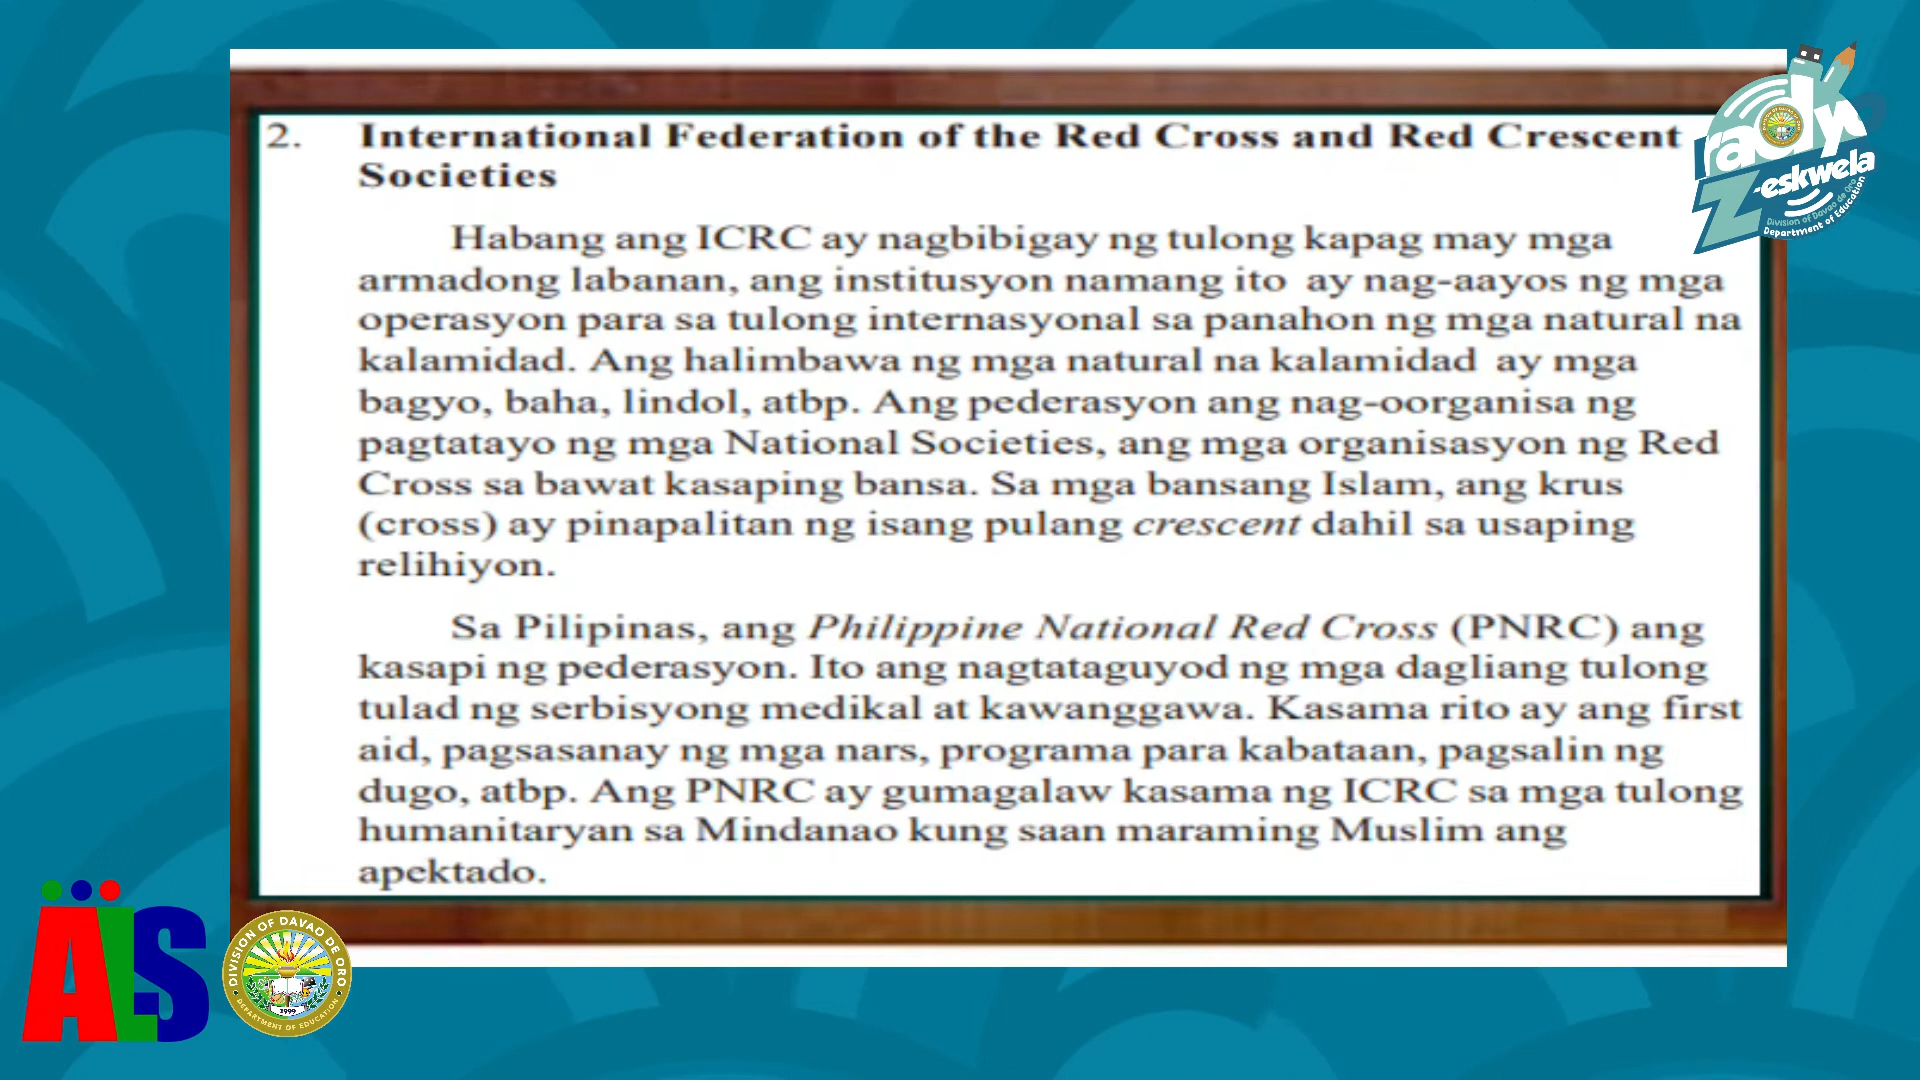 2. International Federation of the Red Cross and Red Crescent
Societies
Habang ang ICRC ay nagbibigay ng tulong kapag may mga
armadong labanan, ang institusyon namang ito ay nag-aayos ng mga
operasyon para sa tulong internasyonal sa panahon ng mga natural na
kalamidad. Ang halimbawa ng mga natural na kalamidad ay mga
bagyo, baha, lindol, atbp. Ang pederasyon ang nag-oorganisa ng
pagtatayo ng mga National Societies, ang mga organisasyon ng Red
Cross sa bawat kasaping bansa. Sa mga bansang Islam, ang krus
(cross) ay pinapalitan ng isang pulang crescent dahil sa usaping
relihiyon.
Sa Pilipinas, ang Philippine National Red Cross (PNRC) ang
kasapi ng pederasyon. Ito ang nagtataguyod ng mga dagliang tulong
tulad ng serbisyong medikal at kawanggawa. Kasama rito ay ang first
aid, pagsasanay ng mga nars, programa para kabataan, pagsalin ng
dugo, atbp. Ang PNRC ay gumagalaw kasama ng ICRC sa mga tulong
humanitaryan sa Mindanao kung saan maraming Muslim ang
apektado.
radyo
Z-eskwela
Division of Davao de Oro
Department of Education
ALS
DIVISION OF DAVAO DE ORO
DEPARTMENT OF EDUCATION
1999